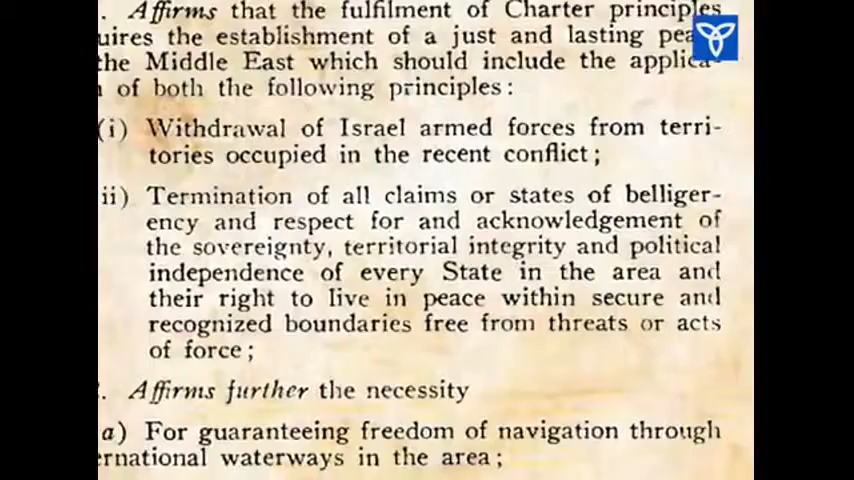 . Affirms that the fulfilment of Charter principles
uires the establishment of a just and lasting pea
the Middle East which should include the applica-
of both the following principles:
(i) Withdrawal of Israel armed forces from terri-
tories occupied in the recent conflict;
ii) Termination of all claims or states of belliger-
ency and respect for and acknowledgement of
the sovereignty, territorial integrity and political
independence of every State in the area and
their right to live in peace within secure and
recognized boundaries free from threats or acts
of force;
. Affirms further the necessity
a) For guaranteeing freedom of navigation through
ernational waterways in the area;